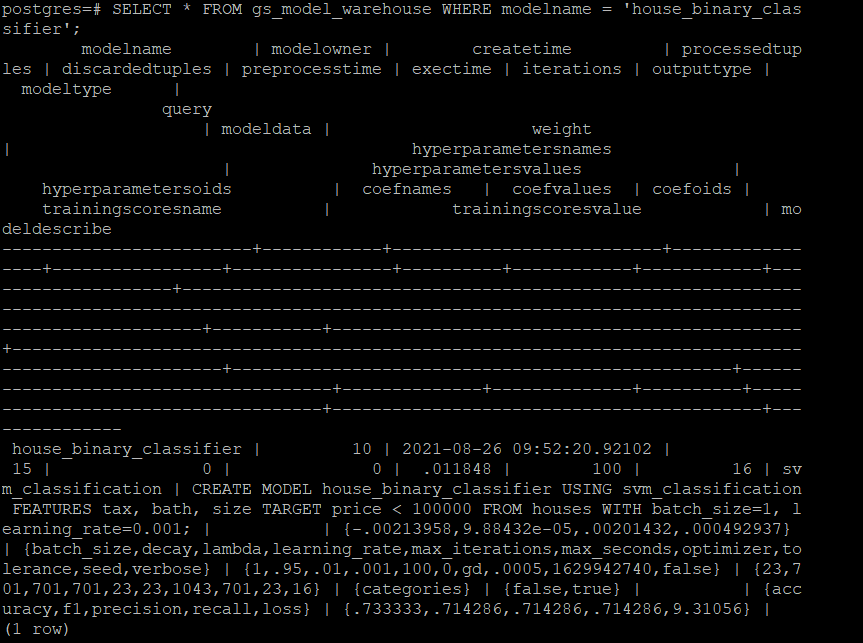 postgres=# SELECT * FROM gs_model_warehouse WHERE modelname = 'house_binary_clas
sifier';
        modelname        | modelowner |        createtime         | processedtup
les | discardedtuples | preprocesstime | exectime | iterations | outputtype |
  modeltype      |
                query
                    | modeldata |                    weight
|                                        hyperparametersnames
                      |              hyperparametersvalues               |
    hyperparametersoids          |  coefnames   |  coefvalues  | coefoids |
    trainingscoresname          |            trainingscoresvalue            | mo
deldescribe
-------------------------+------------+---------------------------+-------------
----+-----------------+----------------+----------+------------+------------+---
-----------------+--------------------------------------------------------------
--------------------------------------------------------------------------------
--------------------+-----------+-----------------------------------------------
+-------------------------------------------------------------------------------
----------------------+--------------------------------------------------+------
---------------------------------+--------------+--------------+----------+-----
--------------------------------+-------------------------------------------+---
------------
 house_binary_classifier |         10 | 2021-08-26 09:52:20.92102 |
 15 |               0 |              0 |  .011848 |        100 |         16 | sv
m_classification | CREATE MODEL house_binary_classifier USING svm_classification
 FEATURES tax, bath, size TARGET price < 100000 FROM houses WITH batch_size=1, l
earning_rate=0.001; |           | {-.00213958,9.88432e-05,.00201432,.000492937}
| {batch_size,decay,lambda,learning_rate,max_iterations,max_seconds,optimizer,to
lerance,seed,verbose} | {1,.95,.01,.001,100,0,gd,.0005,1629942740,false} | {23,7
01,701,701,23,23,1043,701,23,16} | {categories} | {false,true} |          | {acc
uracy,f1,precision,recall,loss} | {.733333,.714286,.714286,.714286,9.31056} |
(1 row)